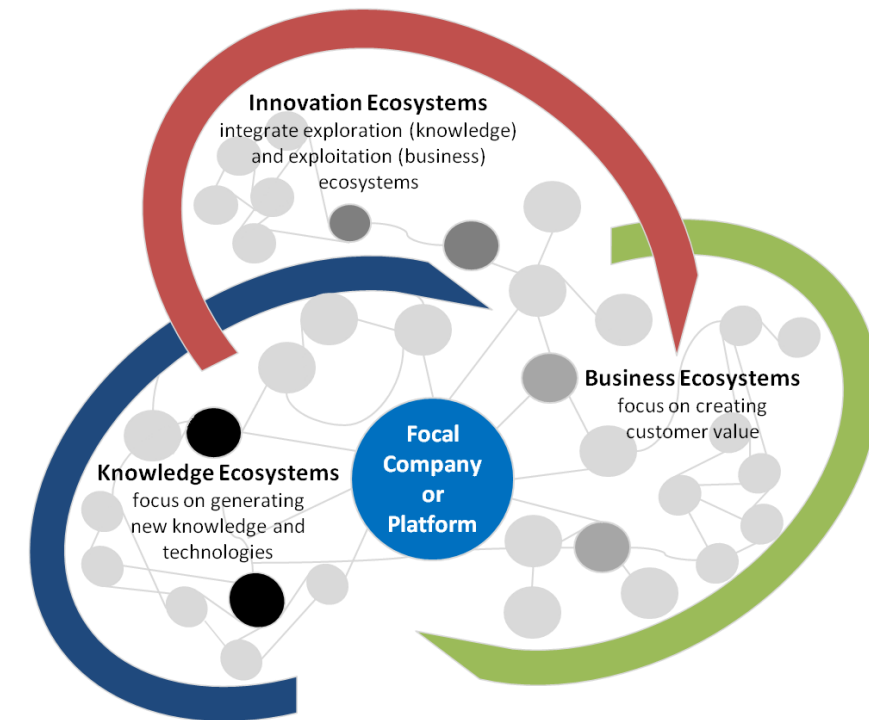 Innovation Ecosystems
integrate exploration (knowledge)
and exploitation (business)
ecosystems
Business Ecosystems
focus on creating
customer value
Focal
Company
or
Platform
Knowledge Ecosystems
focus on generating
new knowledge and
technologies